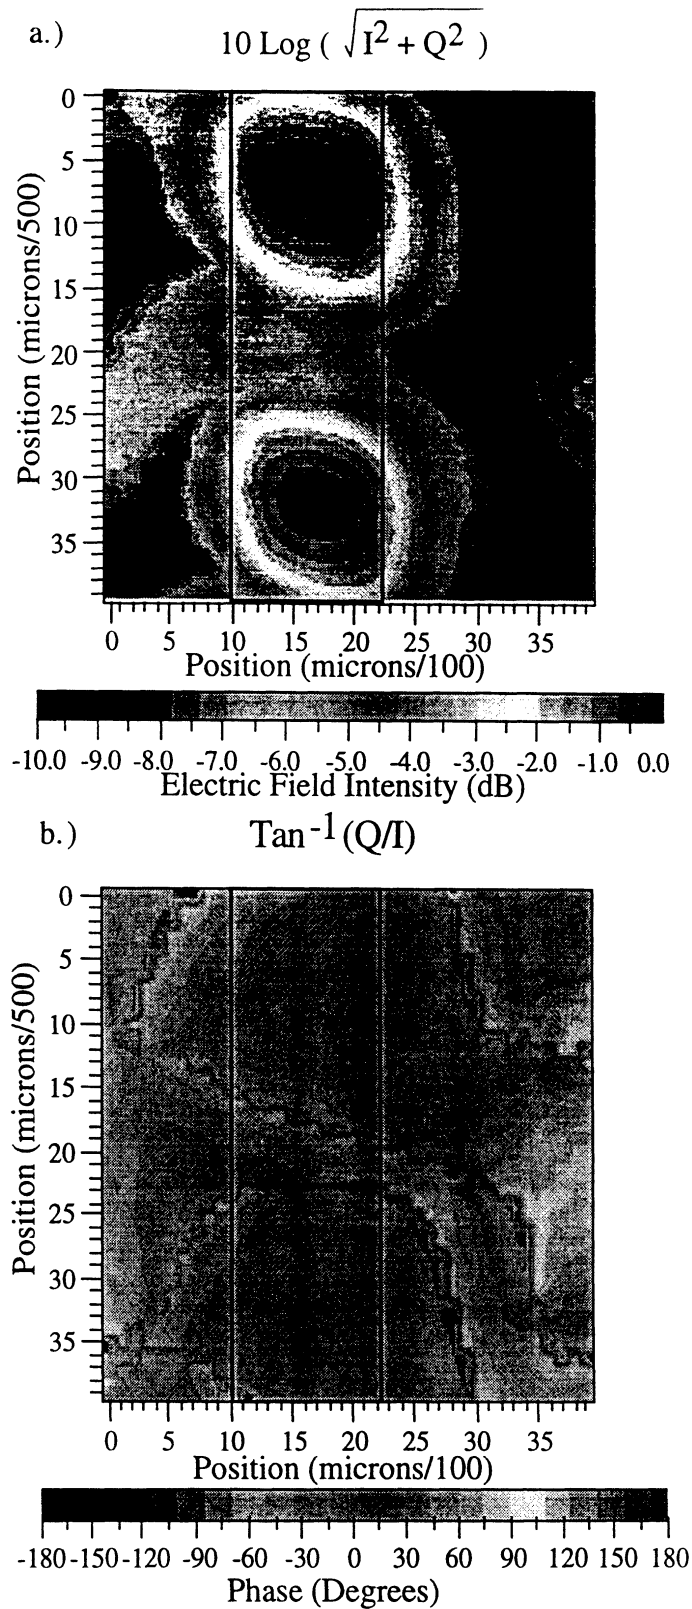 a.)
10 Log ( √I² + Q² )
0
5
10
15
20
25
30
35
Position (microns/500)
0 5 10 15 20 25 30 35
Position (microns/100)
-10.0 -9.0 -8.0 -7.0 -6.0 -5.0 -4.0 -3.0 -2.0 -1.0 0.0
Electric Field Intensity (dB)
b.)
Tan⁻¹ (Q/I)
0
5
10
15
20
25
30
35
Position (microns/500)
0 5 10 15 20 25 30 35
Position (microns/100)
-180 -150 -120 -90 -60 -30 0 30 60 90 120 150 180
Phase (Degrees)